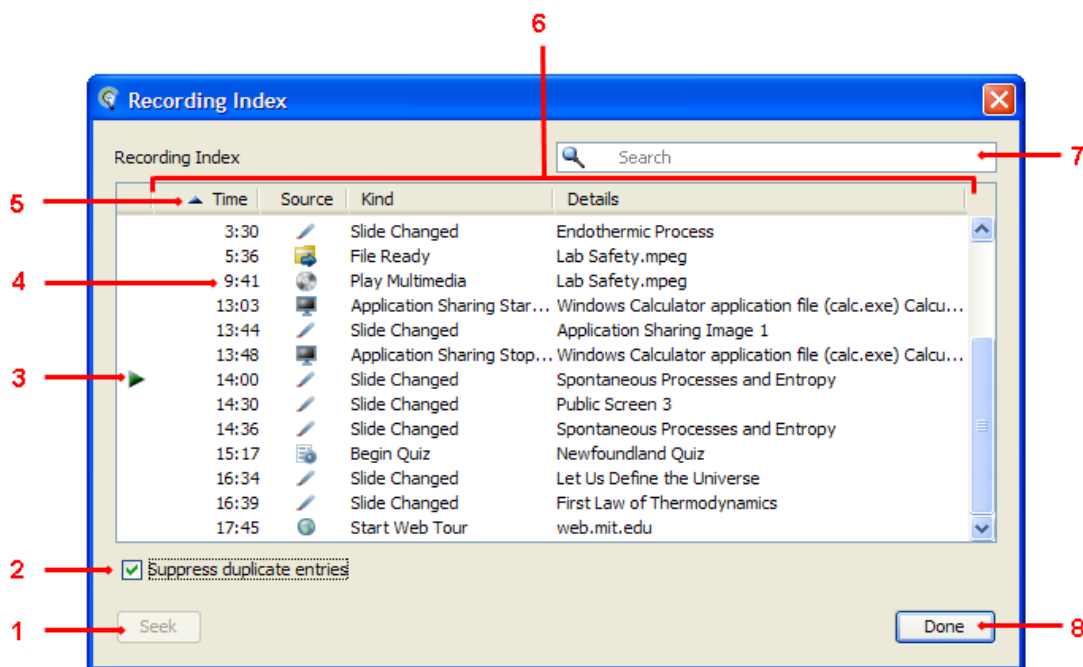 6
Recording Index
Recording Index
Search
7
5
Time Source Kind Details
3:30 Slide Changed Endothermic Process
5:36 File Ready Lab Safety.mpeg
4
9:41 Play Multimedia Lab Safety.mpeg
13:03 Application Sharing Star... Windows Calculator application file (calc.exe) Calcu...
13:44 Slide Changed Application Sharing Image 1
13:48 Application Sharing Stop... Windows Calculator application file (calc.exe) Calcu...
3
14:00 Slide Changed Spontaneous Processes and Entropy
14:30 Slide Changed Public Screen 3
14:36 Slide Changed Spontaneous Processes and Entropy
15:17 Begin Quiz Newfoundland Quiz
16:34 Slide Changed Let Us Define the Universe
16:39 Slide Changed First Law of Thermodynamics
17:45 Start Web Tour web.mit.edu
2
Suppress duplicate entries
1
Seek
Done
8